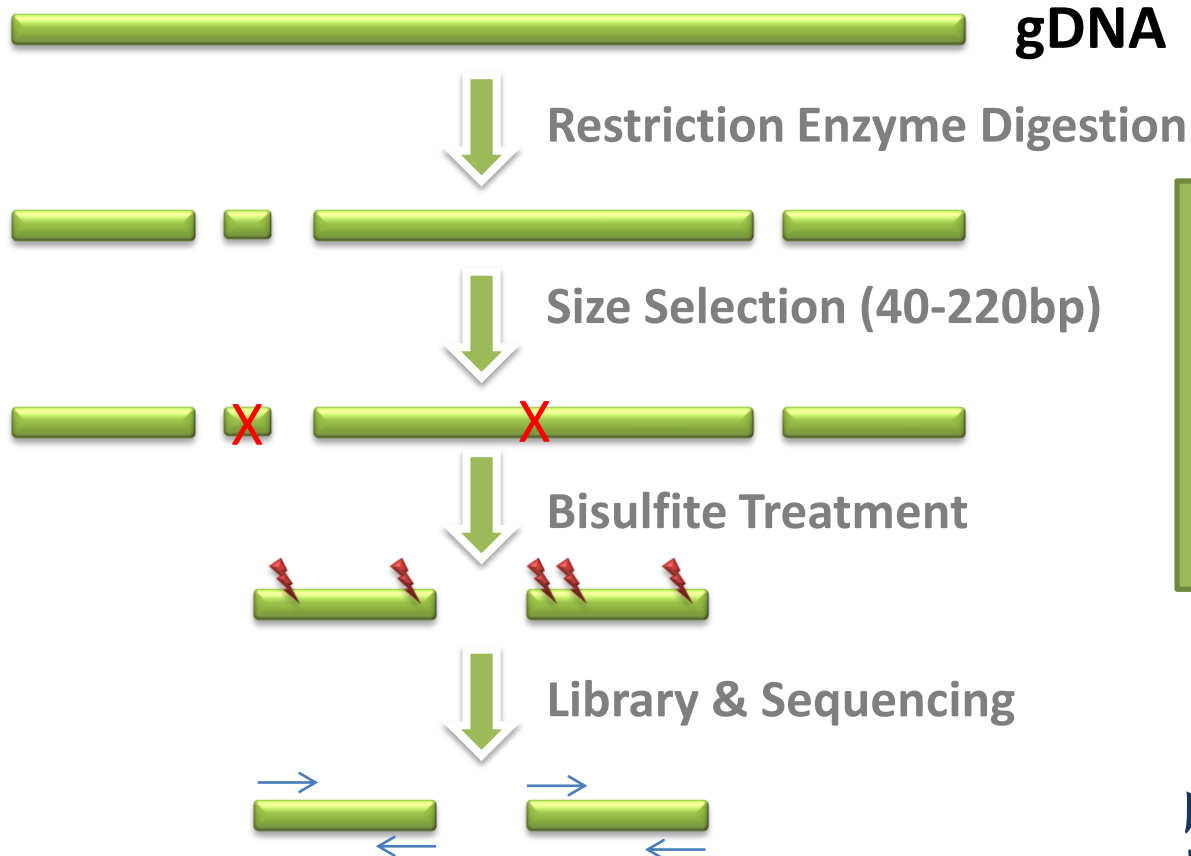 gDNA
Restriction Enzyme Digestion
Size Selection (40-220bp)
X X
Bisulfite Treatment
Library & Sequencing